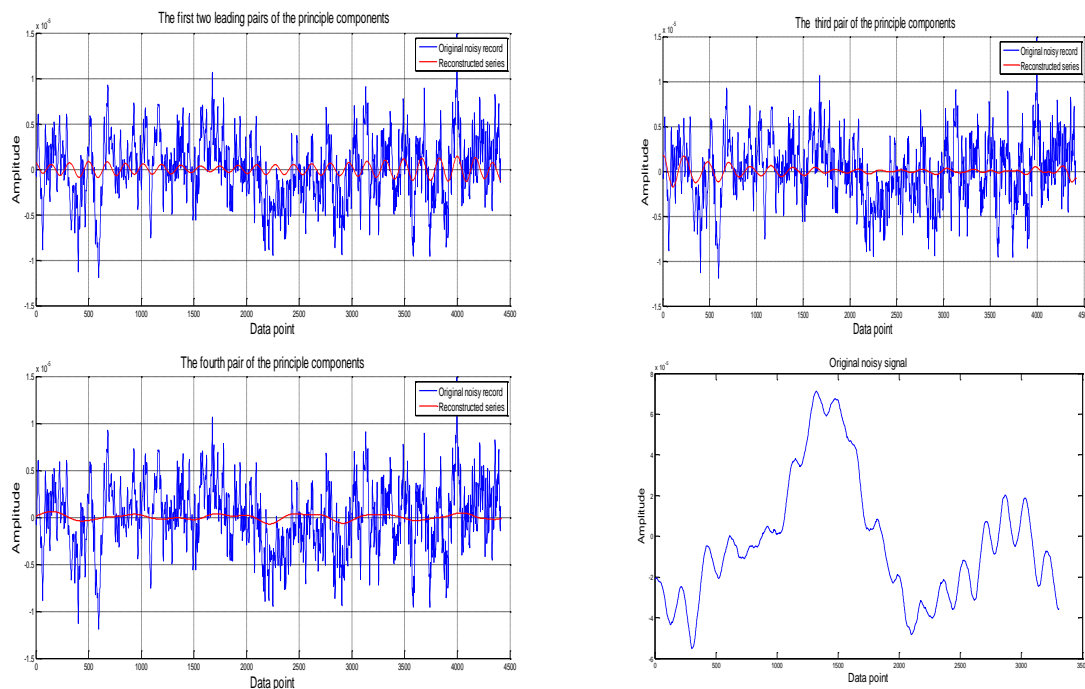 The first two leading pairs of the principle components
x 10^-5
1.5
1
0.5
0
-0.5
-1
-1.5
Amplitude
Original noisy record
Reconstructed series
0 500 1000 1500 2000 2500 3000 3500 4000 4500
Data point
The third pair of the principle components
x 10^-5
1.5
1
0.5
0
-0.5
-1
-1.5
Amplitude
Original noisy record
Reconstructed series
0 500 1000 1500 2000 2500 3000 3500 4000 4500
Data point
The fourth pair of the principle components
x 10^-5
1.5
1
0.5
0
-0.5
-1
-1.5
Amplitude
Original noisy record
Reconstructed series
0 500 1000 1500 2000 2500 3000 3500 4000 4500
Data point
Original noisy signal
x 10^-5
8
6
4
2
0
-2
-4
-6
Amplitude
0 500 1000 1500 2000 2500 3000 3500
Data point